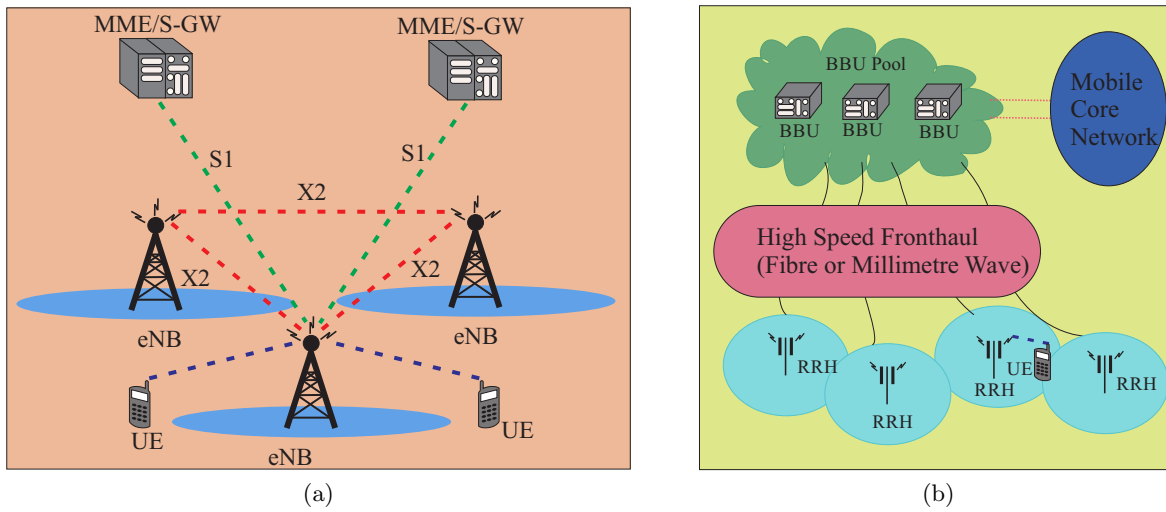 MME/S-GW
MME/S-GW
S1
S1
X2
X2
X2
eNB
eNB
UE
UE
eNB
(a)
BBU Pool
BBU
BBU
BBU
Mobile
Core
Network
High Speed Fronthaul
(Fibre or Millimetre Wave)
RRH
RRH
RRH
UE
RRH
(b)